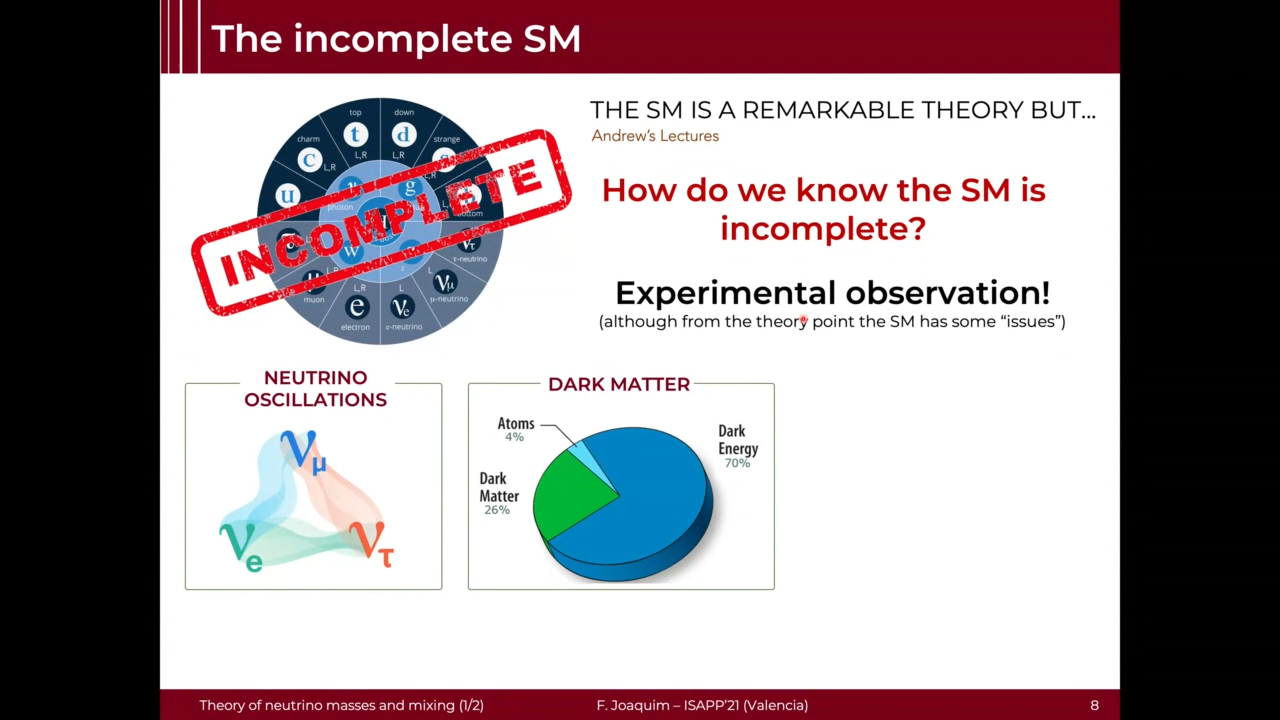 The incomplete SM
top
down
charm
strange
t
d
c
L,R
L,R
L,R
u
g
photon
bottom
W
τ-neutrino
ντ
L
L,R
L
muon
νμ
μ-neutrino
e
νe
electron
e-neutrino
INCOMPLETE
THE SM IS A REMARKABLE THEORY BUT...
Andrew's Lectures
How do we know the SM is
incomplete?
Experimental observation!
(although from the theory point the SM has some “issues”)
NEUTRINO
OSCILLATIONS
νμ
νe
ντ
DARK MATTER
Atoms
4%
Dark
Energy
70%
Dark
Matter
26%
Theory of neutrino masses and mixing (1/2)
F. Joaquim – ISAPP'21 (Valencia)
8